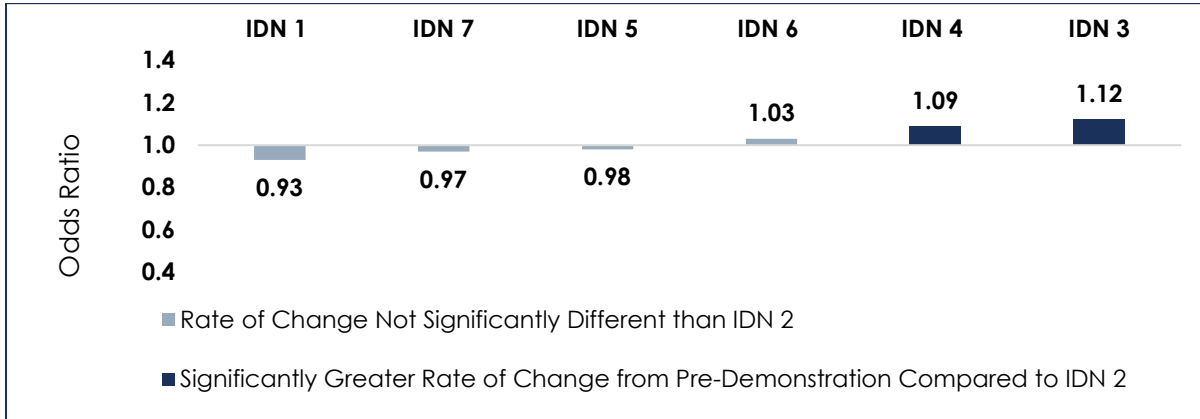 IDN 1 IDN 7 IDN 5 IDN 6 IDN 4 IDN 3
1.4
1.2
1.0
0.8
0.6
0.4
Odds Ratio
0.93 0.97 0.98 1.03 1.09 1.12
Rate of Change Not Significantly Different than IDN 2
Significantly Greater Rate of Change from Pre-Demonstration Compared to IDN 2